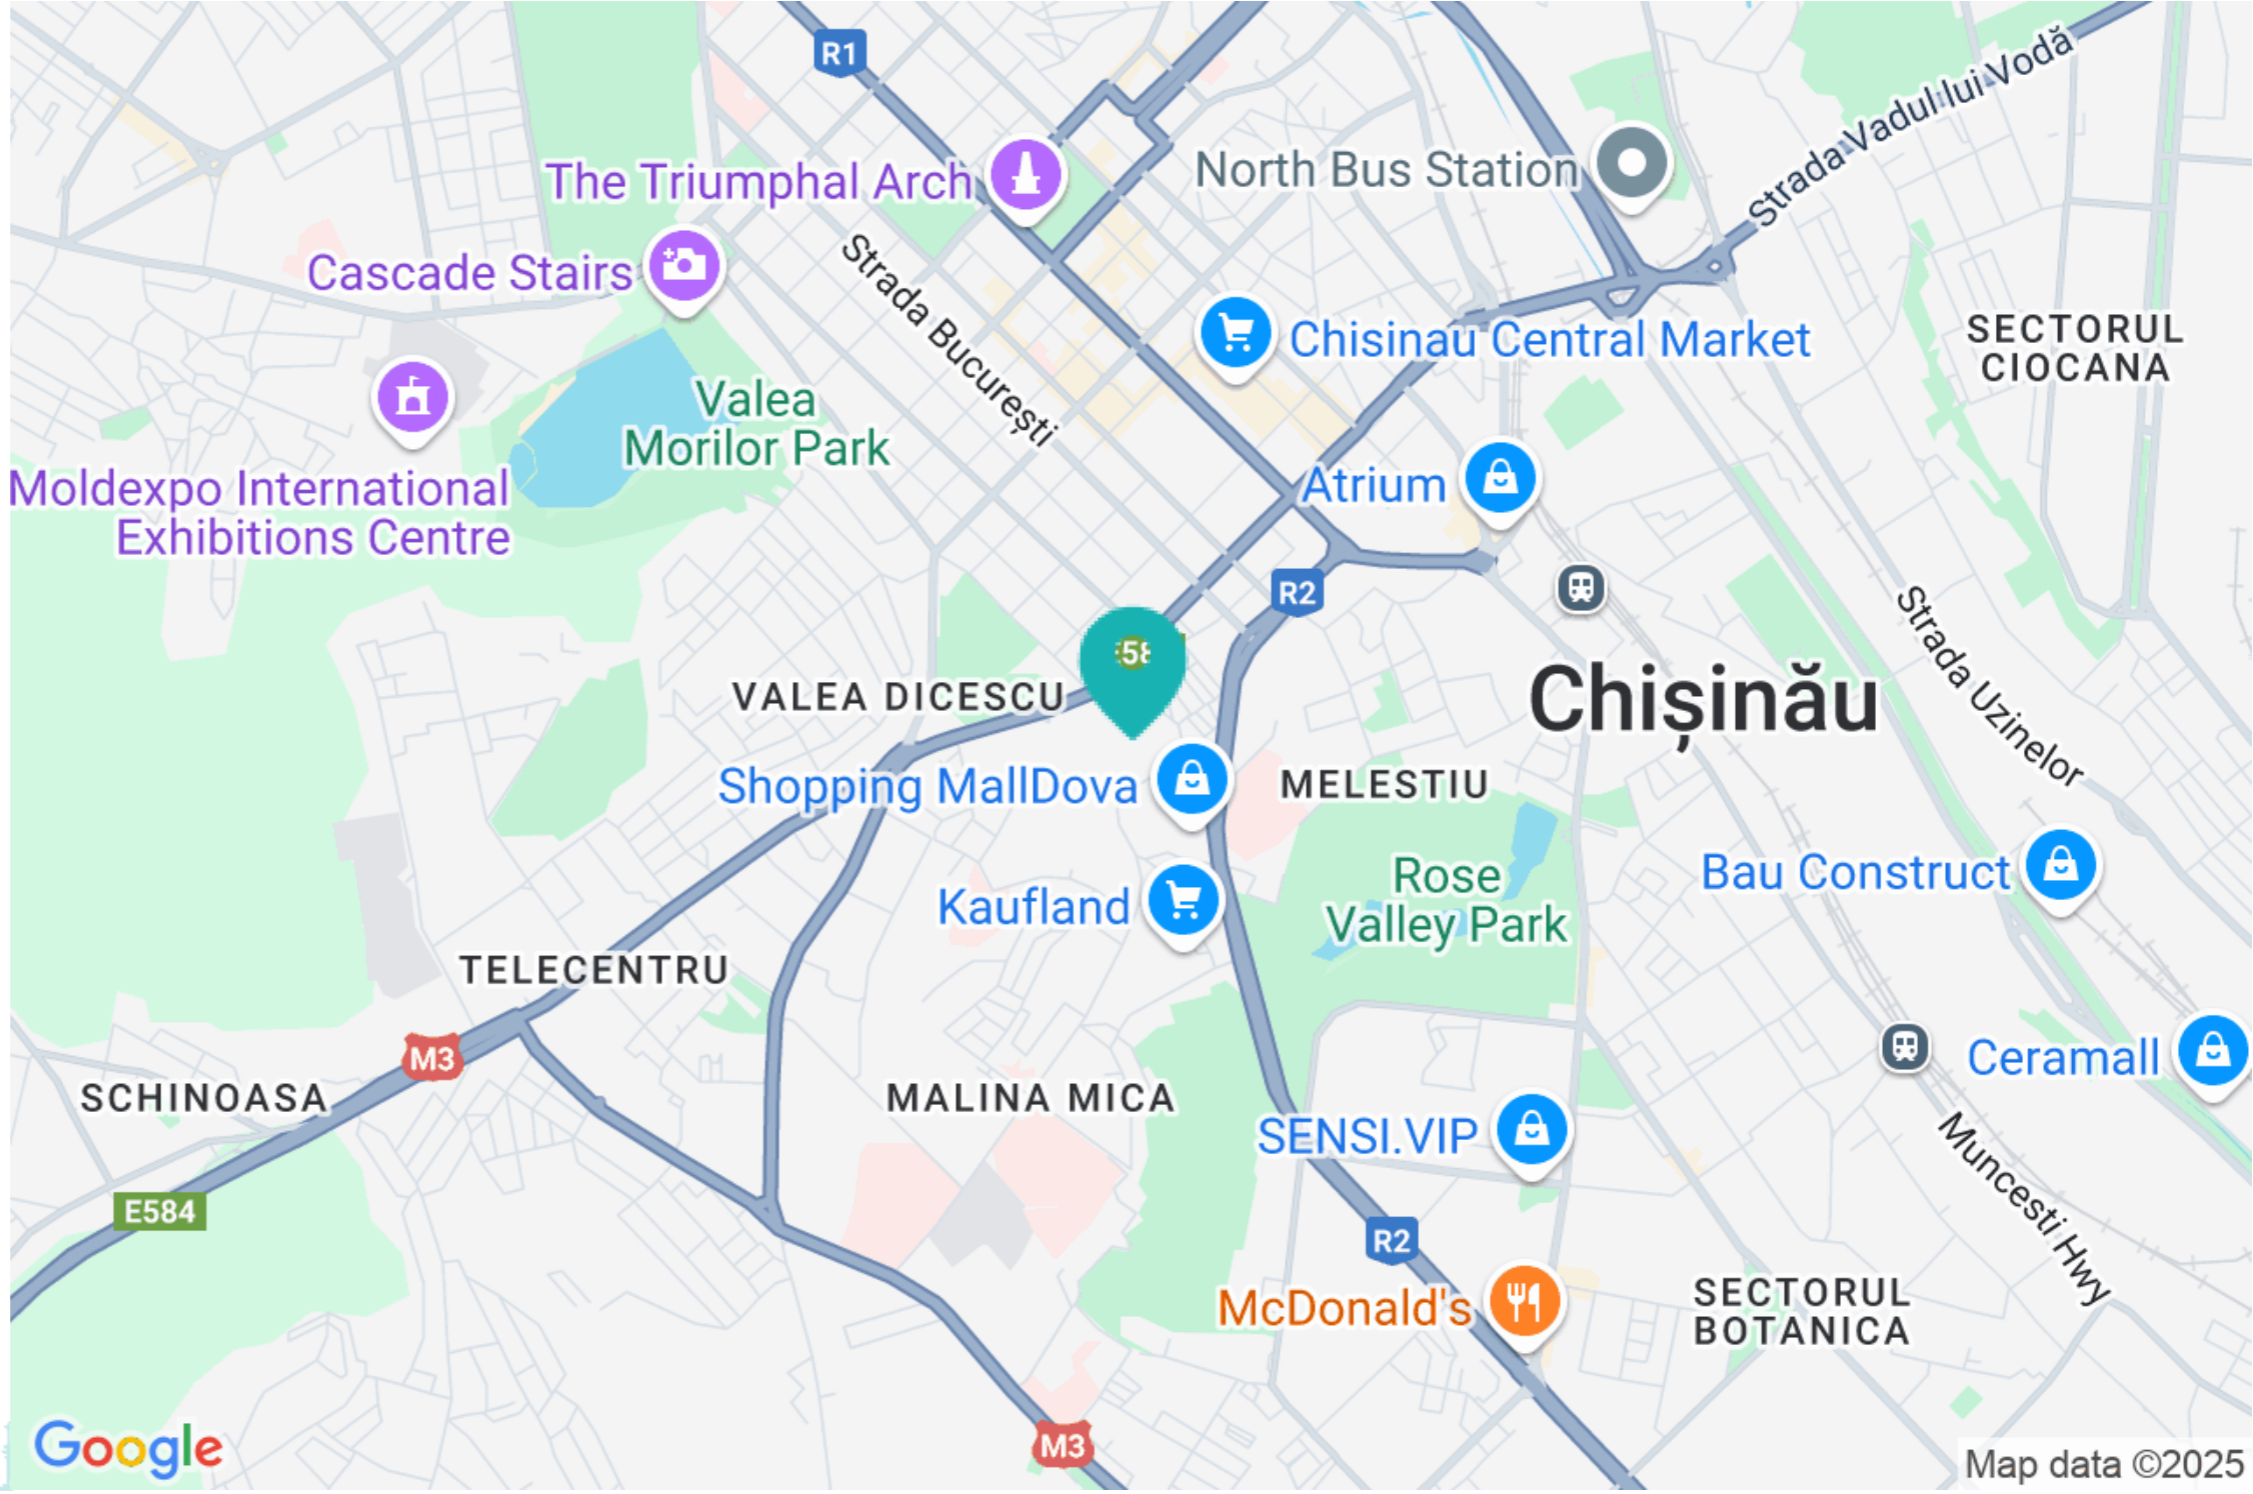 R1
Strada Vadul lui Vodă
The Triumphal Arch
North Bus Station
Cascade Stairs
Strada București
Chisinau Central Market
SECTORUL
CIOCANA
Valea
Morilor Park
Moldexpo International
Exhibitions Centre
Atrium
R2
Strada Uzinelor
58
VALEA DICESCU
Chișinău
Shopping MallDova
MELESTIU
Kaufland
Rose
Valley Park
Bau Construct
TELECENTRU
M3
SCHINOASA
MALINA MICA
Ceramall
SENSI.VIP
Muncesti Hwy
E584
R2
McDonald's
SECTORUL
BOTANICA
M3
Google
Map data ©2025